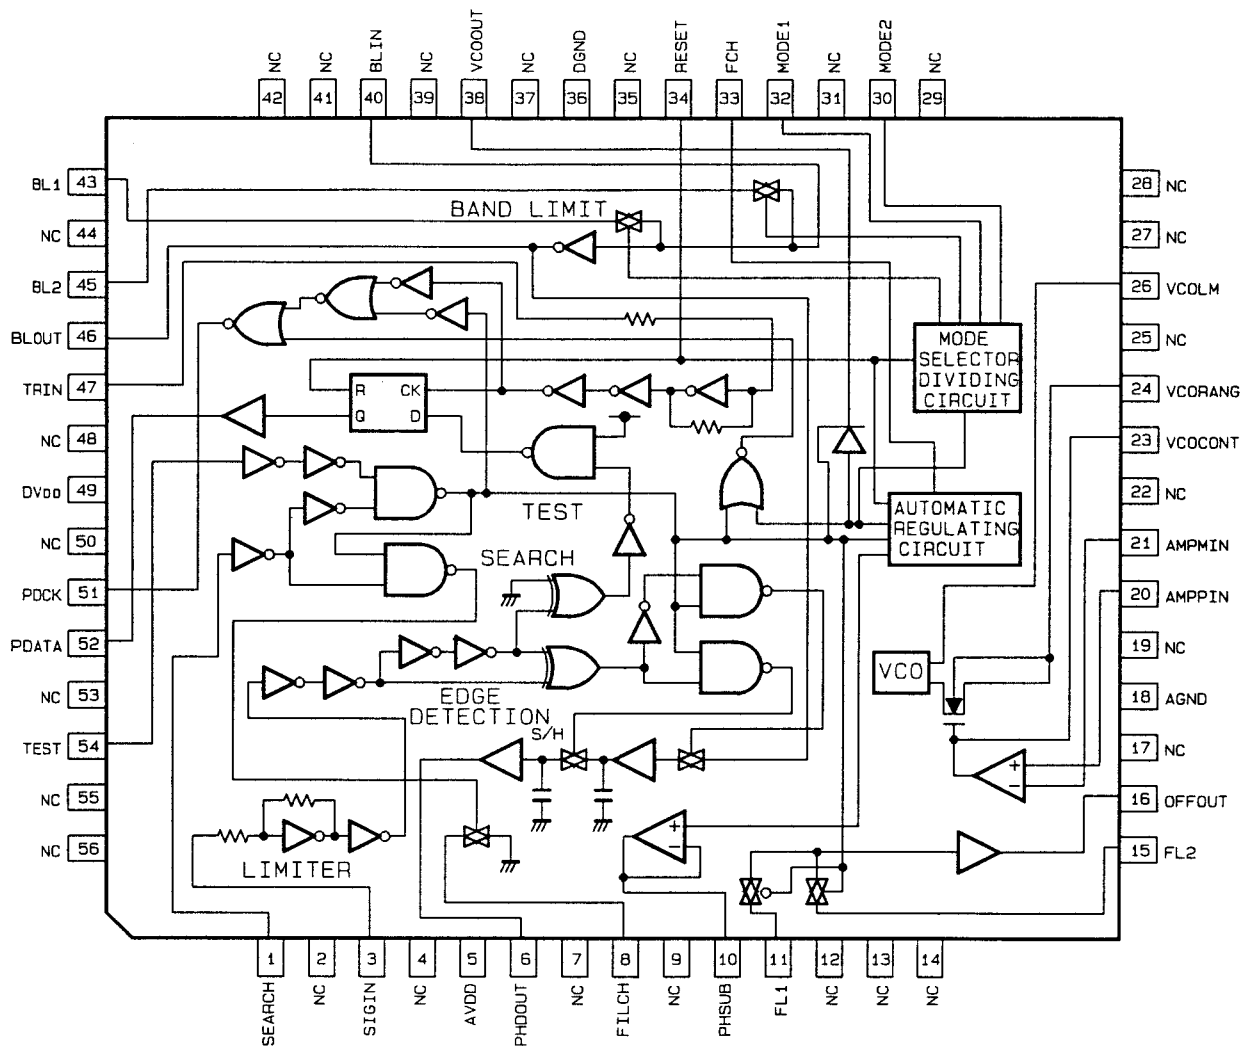 NC NC BLIN NC VCOOUT NC DGND NC RESET FCH MODE1 NC MODE2 NC
42 41 40 39 38 37 36 35 34 33 32 31 30 29
BL1 43
NC 44
BL2 45
BLOUT 46
TRIN 47
NC 48
DVDD 49
NC 50
PDCK 51
PDATA 52
NC 53
TEST 54
NC 55
NC 56
28 NC
27 NC
26 VCOLM
25 NC
24 VCORANG
23 VCOCONT
22 NC
21 AMPMIN
20 AMPPIN
19 NC
18 AGND
17 NC
16 OFFOUT
15 FL2
BAND LIMIT
MODE
SELECTOR
DIVIDING
CIRCUIT
R CK
Q D
TEST
AUTOMATIC
REGULATING
CIRCUIT
SEARCH
VCO
EDGE
DETECTION
S/H
+
−
+
−
LIMITER
1 2 3 4 5 6 7 8 9 10 11 12 13 14
SEARCH NC SIGIN NC AVDD PHDOUT NC FILCH NC PHSUB FL1 NC NC NC